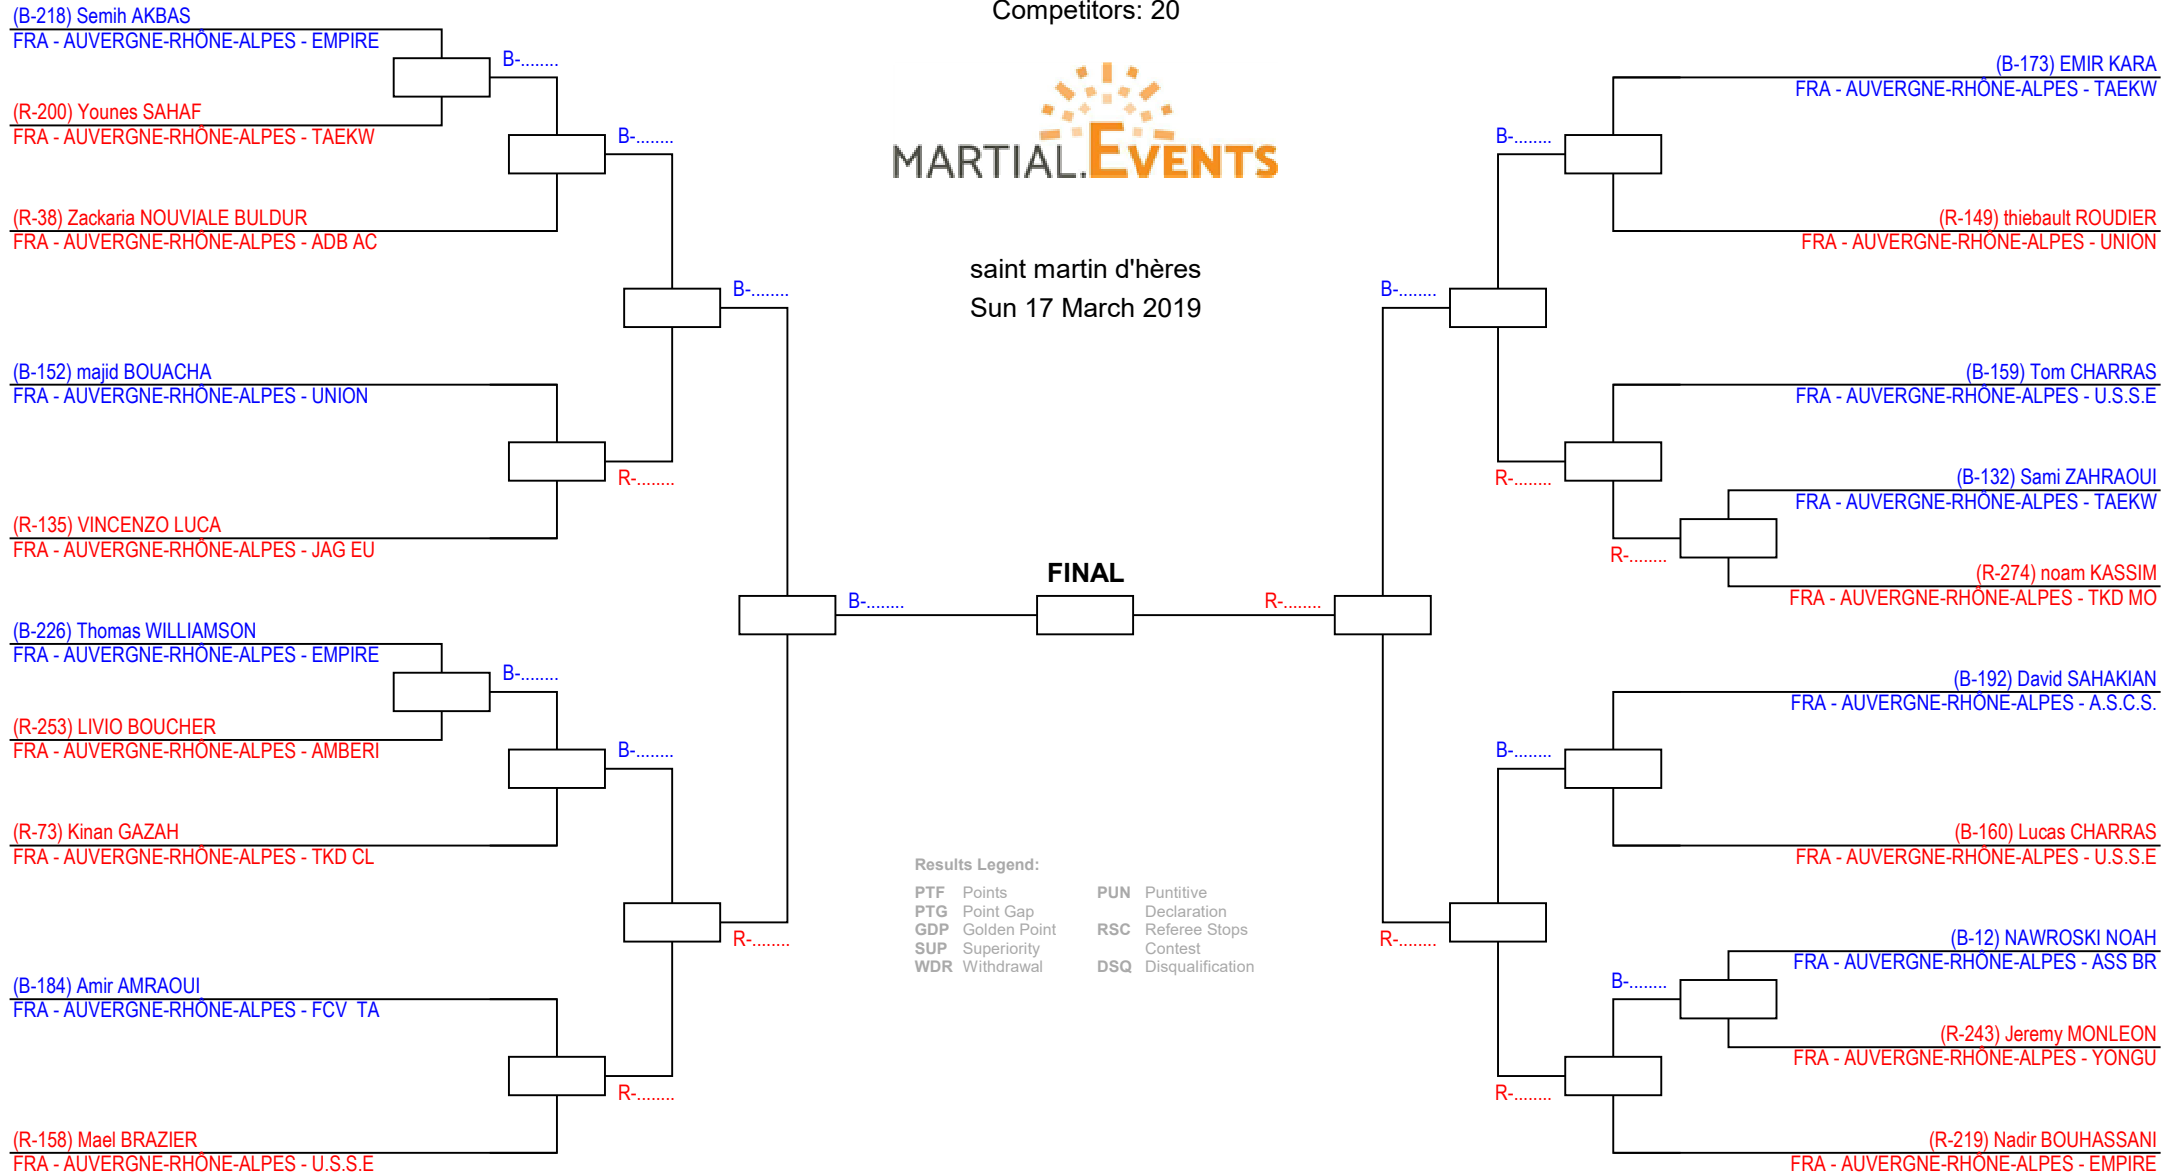 Competitors: 20
MARTIAL.EVENTS
saint martin d'hères
Sun 17 March 2019
(B-218) Semih AKBAS
FRA - AUVERGNE-RHÔNE-ALPES - EMPIRE
B-........
(R-200) Younes SAHAF
FRA - AUVERGNE-RHÔNE-ALPES - TAEKW
B-........
(R-38) Zackaria NOUVIALE BULDUR
FRA - AUVERGNE-RHÔNE-ALPES - ADB AC
B-........
(B-152) majid BOUACHA
FRA - AUVERGNE-RHÔNE-ALPES - UNION
R-........
(R-135) VINCENZO LUCA
FRA - AUVERGNE-RHÔNE-ALPES - JAG EU
B-........
(B-226) Thomas WILLIAMSON
FRA - AUVERGNE-RHÔNE-ALPES - EMPIRE
B-........
(R-253) LIVIO BOUCHER
FRA - AUVERGNE-RHÔNE-ALPES - AMBERI
B-........
(R-73) Kinan GAZAH
FRA - AUVERGNE-RHÔNE-ALPES - TKD CL
R-........
(B-184) Amir AMRAOUI
FRA - AUVERGNE-RHÔNE-ALPES - FCV  TA
R-........
(R-158) Mael BRAZIER
FRA - AUVERGNE-RHÔNE-ALPES - U.S.S.E
FINAL
(B-173) EMIR KARA
FRA - AUVERGNE-RHÔNE-ALPES - TAEKW
B-........
(R-149) thiebault ROUDIER
FRA - AUVERGNE-RHÔNE-ALPES - UNION
B-........
(B-159) Tom CHARRAS
FRA - AUVERGNE-RHÔNE-ALPES - U.S.S.E
R-........
(B-132) Sami ZAHRAOUI
FRA - AUVERGNE-RHÔNE-ALPES - TAEKW
R-........
(R-274) noam KASSIM
FRA - AUVERGNE-RHÔNE-ALPES - TKD MO
R-........
(B-192) David SAHAKIAN
FRA - AUVERGNE-RHÔNE-ALPES - A.S.C.S.
B-........
(B-160) Lucas CHARRAS
FRA - AUVERGNE-RHÔNE-ALPES - U.S.S.E
R-........
(B-12) NAWROSKI NOAH
FRA - AUVERGNE-RHÔNE-ALPES - ASS BR
B-........
(R-243) Jeremy MONLEON
FRA - AUVERGNE-RHÔNE-ALPES - YONGU
R-........
(R-219) Nadir BOUHASSANI
FRA - AUVERGNE-RHÔNE-ALPES - EMPIRE
Results Legend:
PTF Points
PTG Point Gap
GDP Golden Point
SUP Superiority
WDR Withdrawal
PUN Puntitive
Declaration
RSC Referee Stops
Contest
DSQ Disqualification